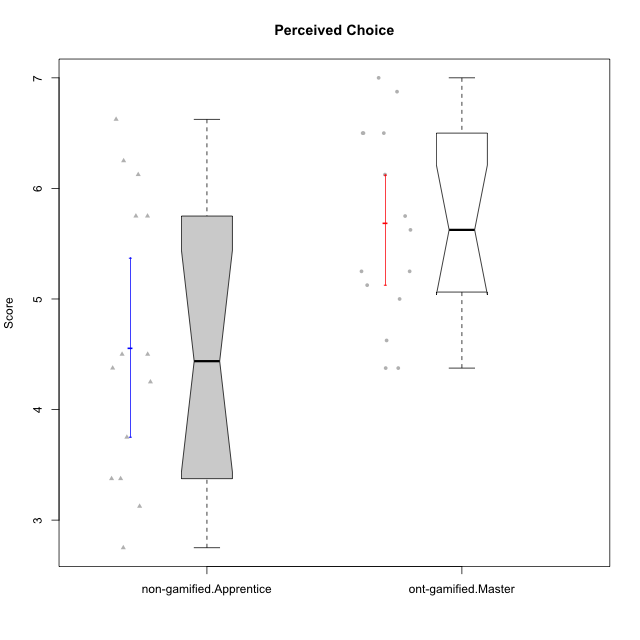 Perceived Choice
Score
7
6
5
4
3
non-gamified.Apprentice
ont-gamified.Master